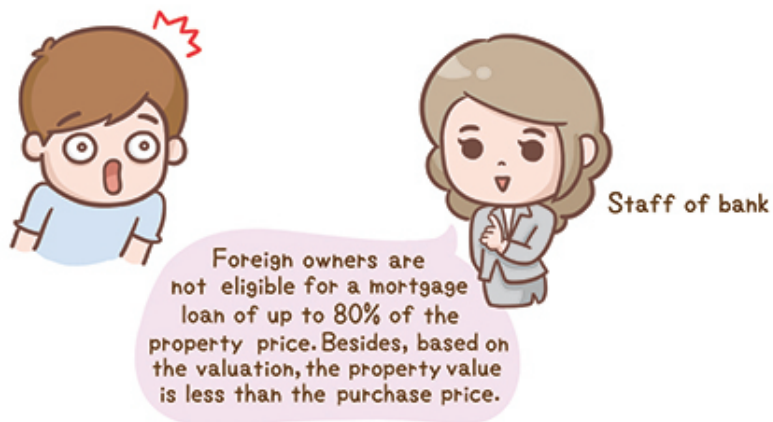 Staff of bank
Foreign owners are
not eligible for a mortgage
loan of up to 80% of the
property price. Besides, based on
the valuation, the property value
is less than the purchase price.